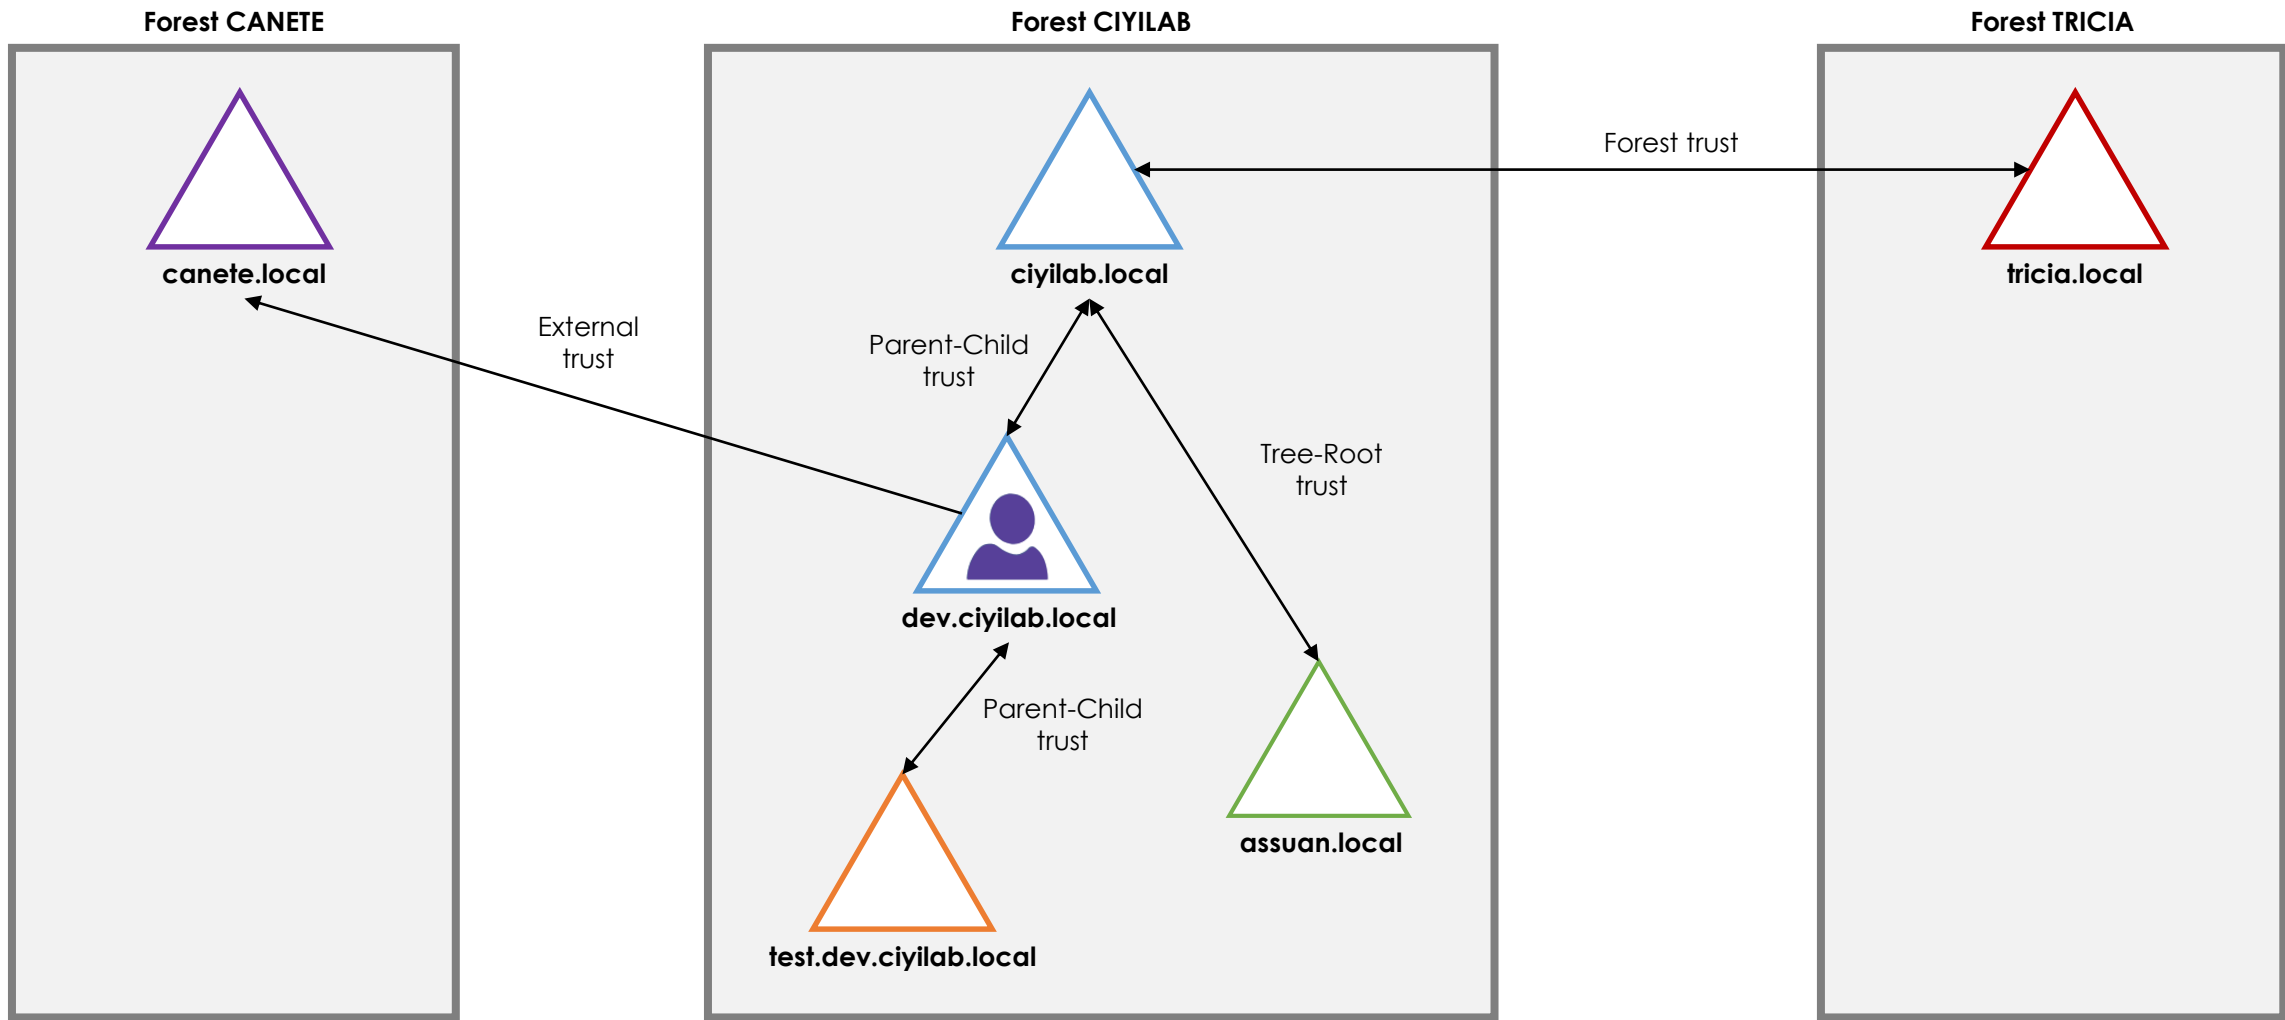 Forest CANETE
Forest CIYILAB
Forest TRICIA
Forest trust
canete.local
ciyilab.local
tricia.local
External
trust
Parent-Child
trust
Tree-Root
trust
dev.ciyilab.local
Parent-Child
trust
assuan.local
test.dev.ciyilab.local